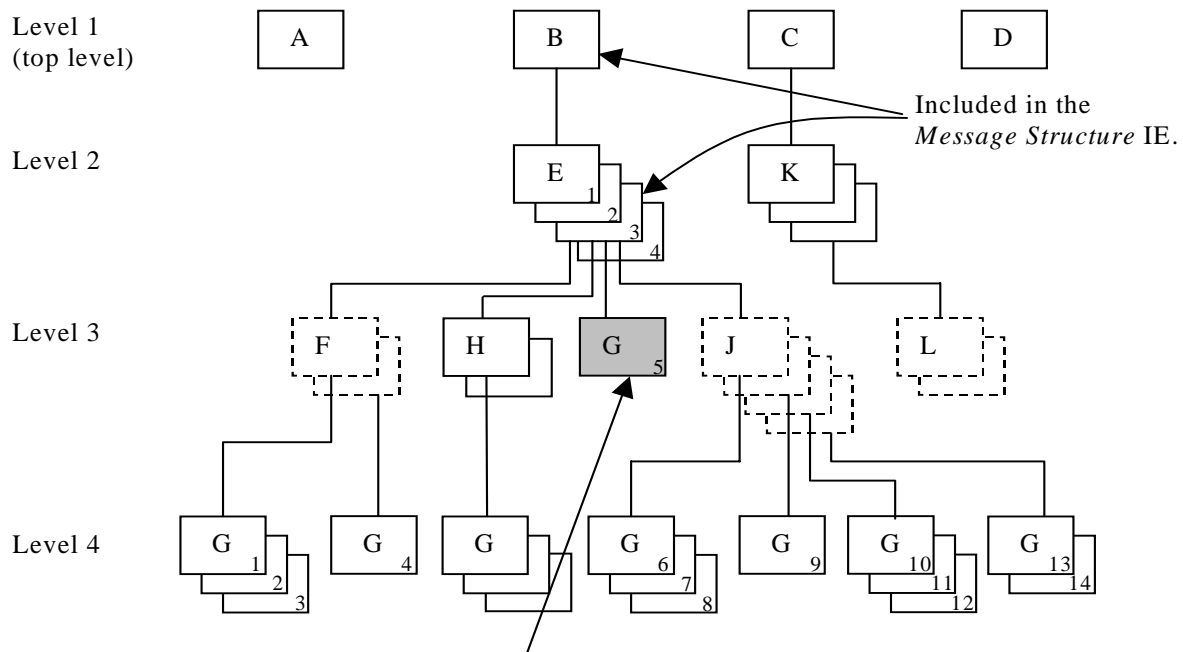 Level 1
(top level)
A
B
C
D
Included in the
Message Structure IE.
Level 2
E
1
2
3
4
K
Level 3
F
H
G
5
J
L
Level 4
G
1
2
3
G
4
G
G
6
7
8
G
9
G
10
11
12
G
13
14